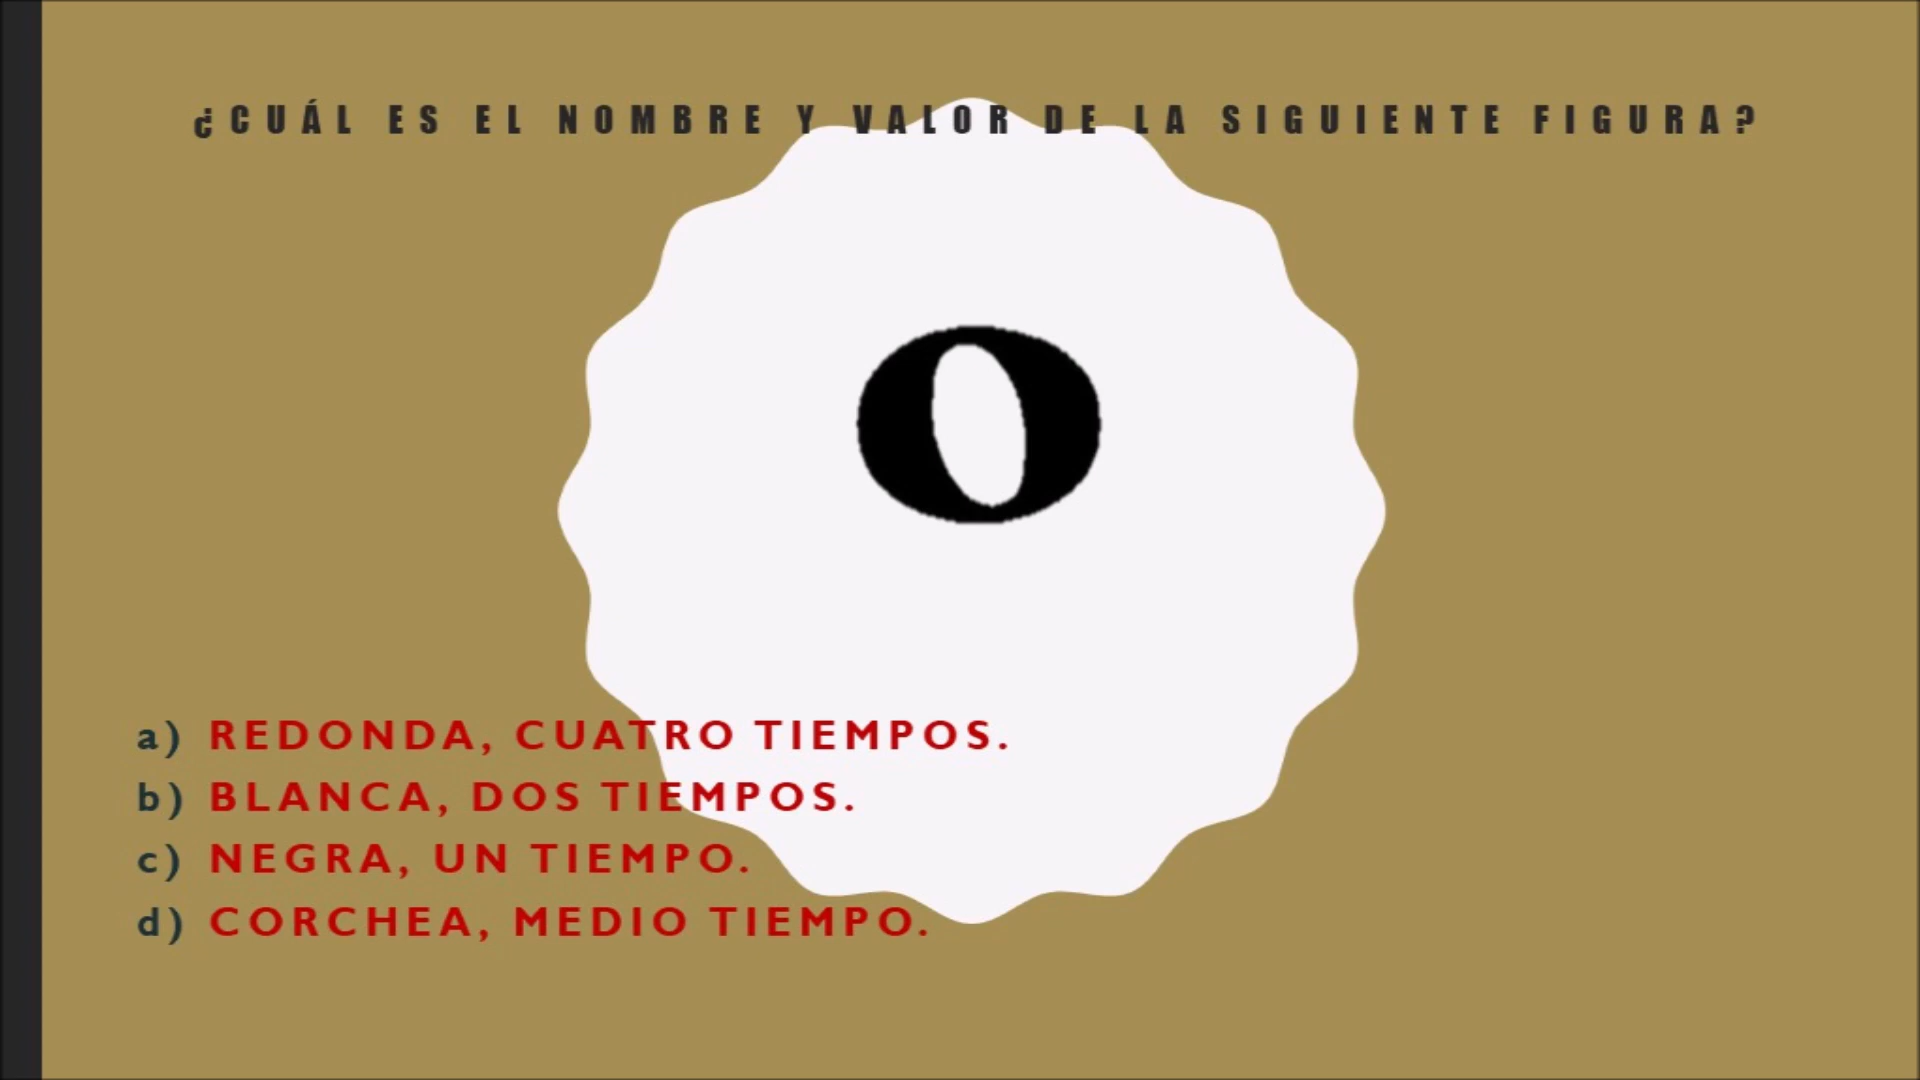 ¿CUÁL ES EL NOMBRE Y VALOR DE LA SIGUIENTE FIGURA?
a) REDONDA, CUATRO TIEMPOS.
b) BLANCA, DOS TIEMPOS.
c) NEGRA, UN TIEMPO.
d) CORCHEA, MEDIO TIEMPO.